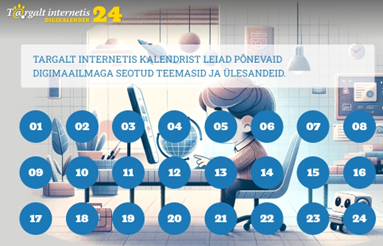 Targalt internetis 24
DIGIKALENDER
TARGALT INTERNETIS KALENDRIST LEIAD PÕNEVAID
DIGIMAAILMAGA SEOTUD TEEMASID JA ÜLESANDEID.
01 02 03 04 05 06 07 08
09 10 11 12 13 14 15 16
17 18 19 20 21 22 23 24